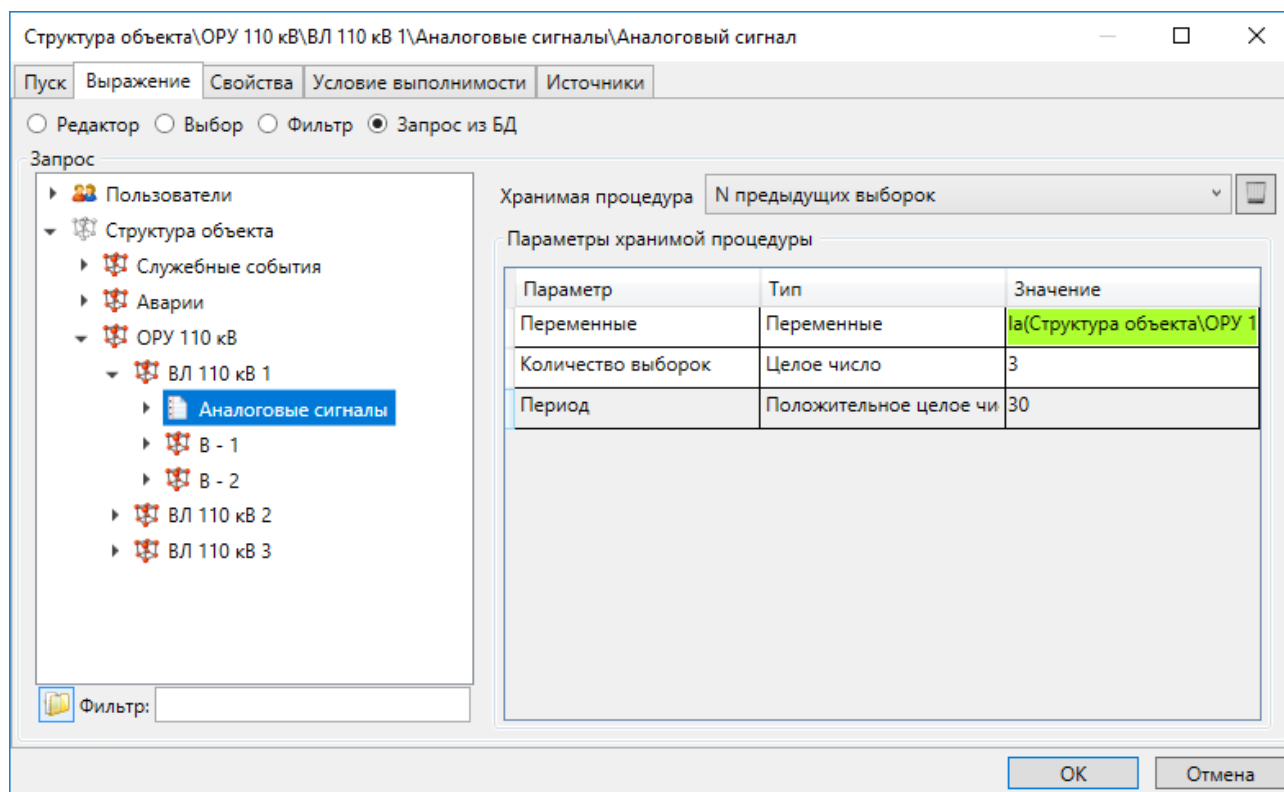 Структура объекта\ОРУ 110 кВ\ВЛ 110 кВ 1\Аналоговые сигналы\Аналоговый сигнал
Пуск Выражение Свойства Условие выполнимости Источники
Редактор Выбор Фильтр Запрос из БД
Запрос
Пользователи
Структура объекта
Служебные события
Аварии
ОРУ 110 кВ
ВЛ 110 кВ 1
Аналоговые сигналы
В - 1
В - 2
ВЛ 110 кВ 2
ВЛ 110 кВ 3
Фильтр:
Хранимая процедура N предыдущих выборок
Параметры хранимой процедуры
Параметр Тип Значение
Переменные Переменные Ia(Структура объекта\ОРУ 1
Количество выборок Целое число 3
Период Положительное целое чи 30
ОК Отмена